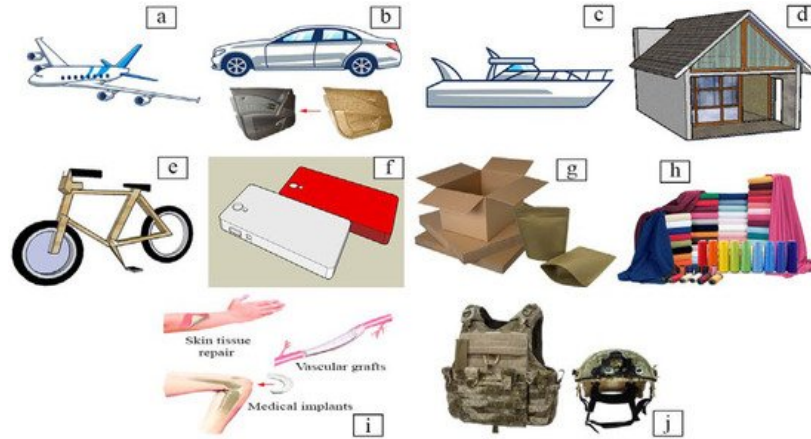 a
b
c
d
e
f
g
h
Skin tissue
repair
Vascular grafts
Medical implants
i
j